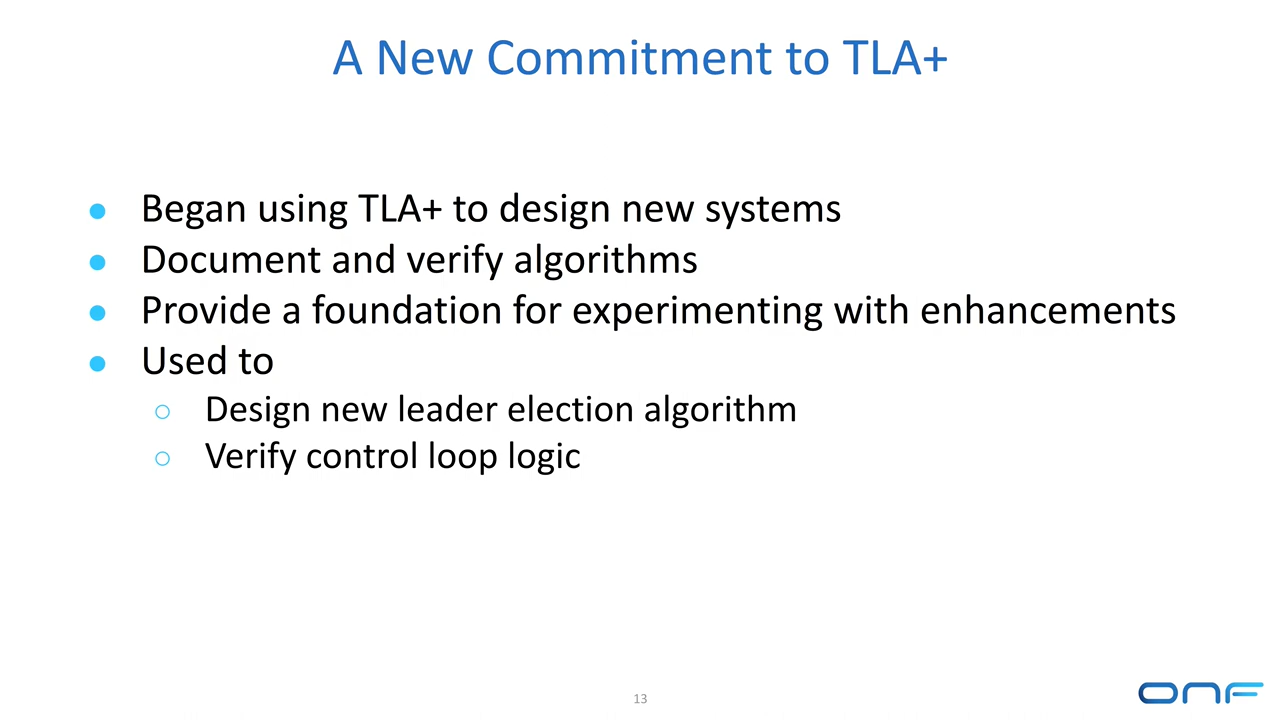 A New Commitment to TLA+
● Began using TLA+ to design new systems
● Document and verify algorithms
● Provide a foundation for experimenting with enhancements
● Used to
○ Design new leader election algorithm
○ Verify control loop logic
13
ONF